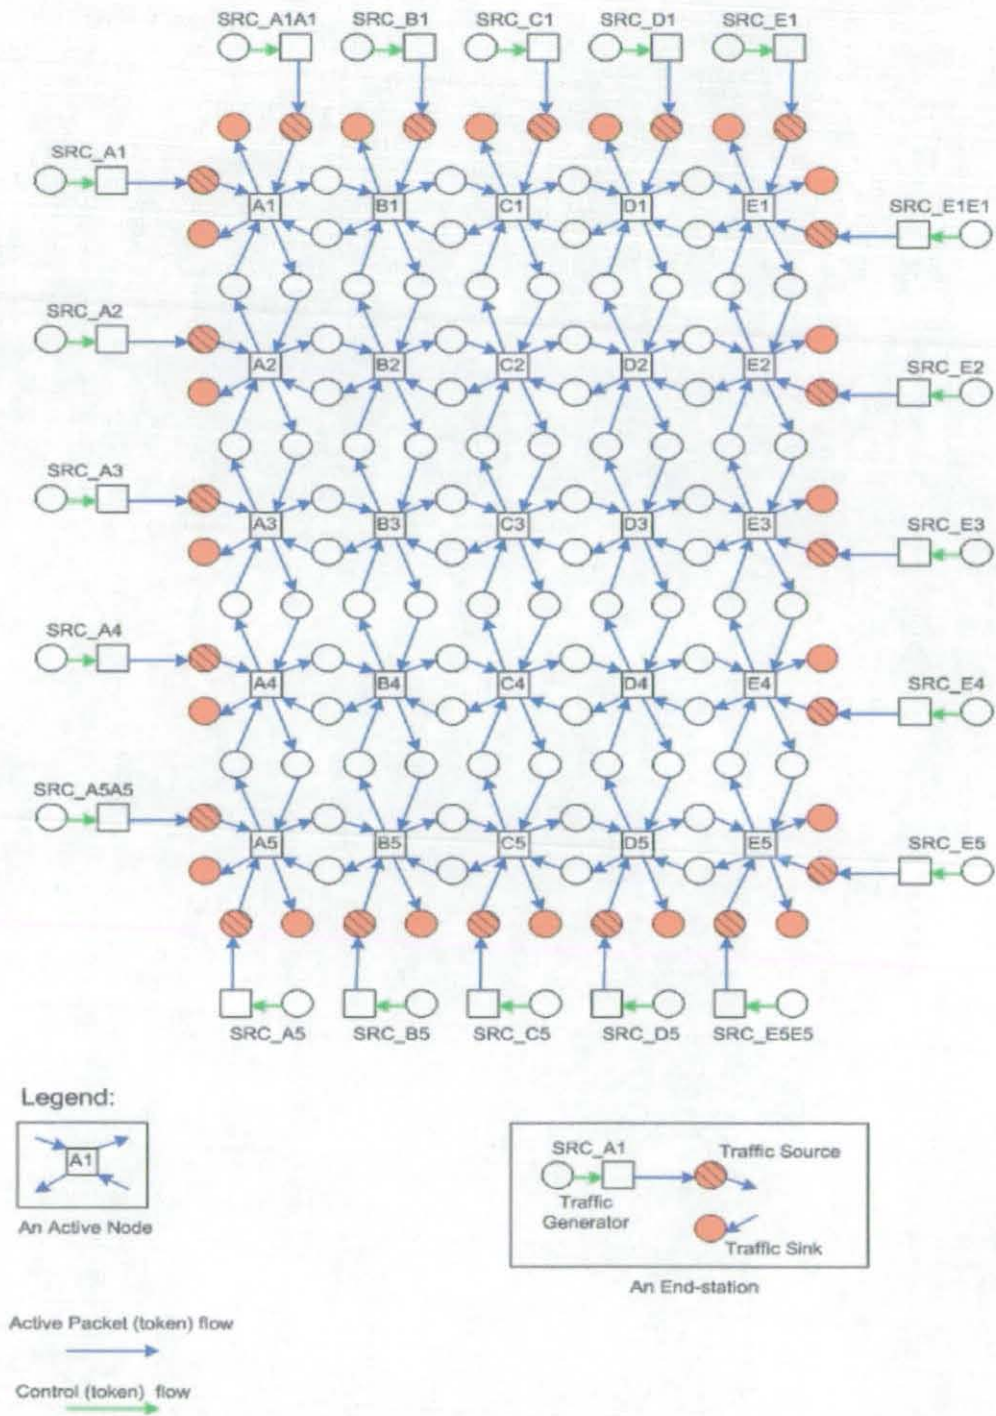 SRC_A1A1 SRC_B1 SRC_C1 SRC_D1 SRC_E1
SRC_A1
A1 B1 C1 D1 E1
SRC_E1E1
SRC_A2
A2 B2 C2 D2 E2
SRC_E2
SRC_A3
A3 B3 C3 D3 E3
SRC_E3
SRC_A4
A4 B4 C4 D4 E4
SRC_E4
SRC_A5A5
A5 B5 C5 D5 E5
SRC_E5
SRC_A5 SRC_B5 SRC_C5 SRC_D5 SRC_E5E5
Legend:
A1
An Active Node
SRC_A1
Traffic Generator
Traffic Source
Traffic Sink
An End-station
Active Packet (token) flow
Control (token) flow